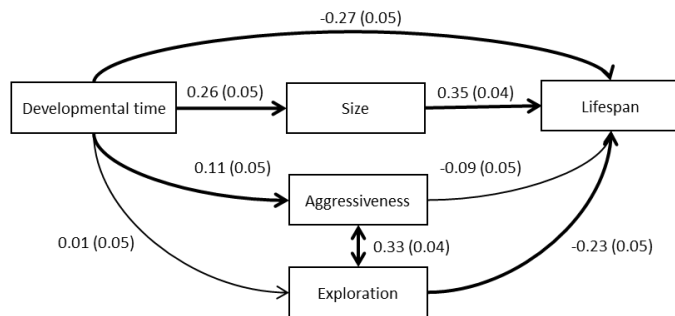 -0.27 (0.05)
0.26 (0.05)
0.35 (0.04)
Developmental time
Size
Lifespan
0.11 (0.05)
-0.09 (0.05)
Aggressiveness
0.01 (0.05)
0.33 (0.04)
-0.23 (0.05)
Exploration